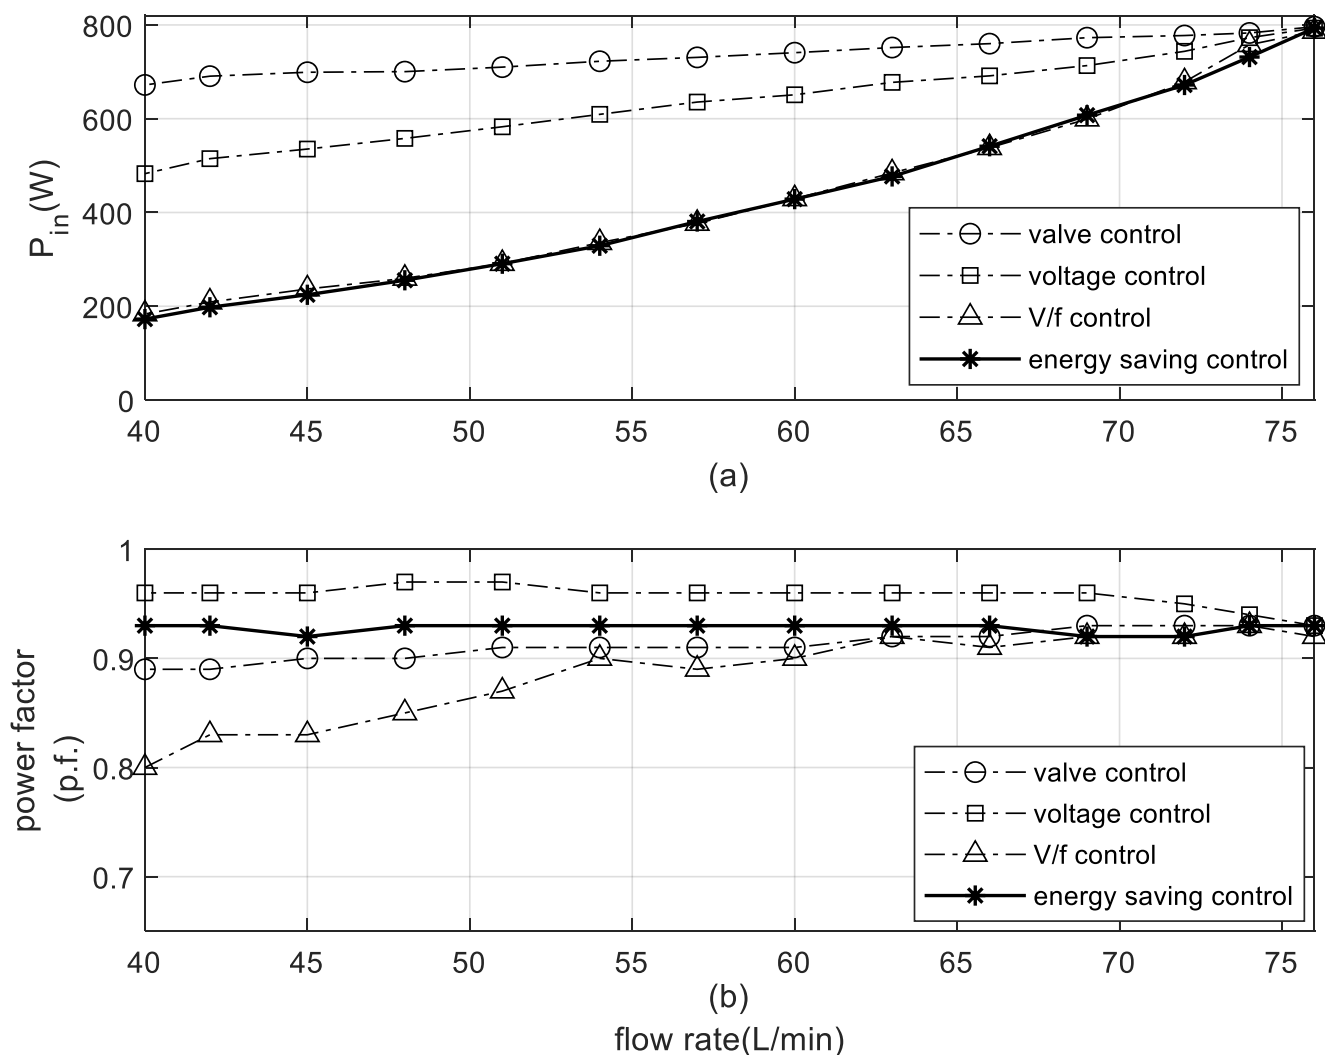 800
600
400
200
0
P_in(W)
40 45 50 55 60 65 70 75
valve control
voltage control
V/f control
energy saving control
(a)
1
0.9
0.8
0.7
power factor
(p.f.)
40 45 50 55 60 65 70 75
valve control
voltage control
V/f control
energy saving control
(b)
flow rate(L/min)